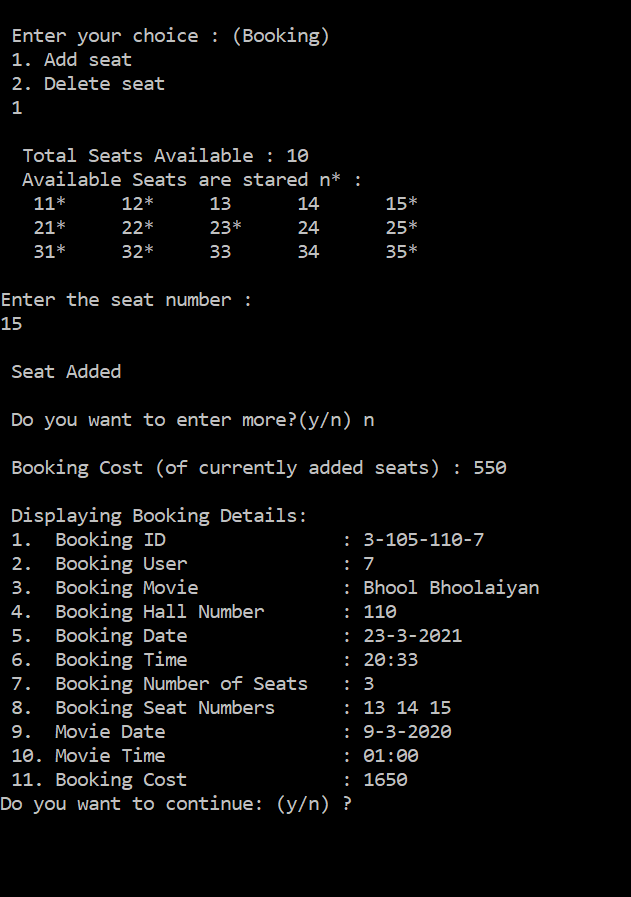 Enter your choice : (Booking)
1. Add seat
2. Delete seat
1
Total Seats Available : 10
Available Seats are stared n* :
11* 12* 13 14 15*
21* 22* 23* 24 25*
31* 32* 33 34 35*
Enter the seat number :
15
Seat Added
Do you want to enter more?(y/n) n
Booking Cost (of currently added seats) : 550
Displaying Booking Details:
1. Booking ID : 3-105-110-7
2. Booking User : 7
3. Booking Movie : Bhool Bhoolaiyan
4. Booking Hall Number : 110
5. Booking Date : 23-3-2021
6. Booking Time : 20:33
7. Booking Number of Seats : 3
8. Booking Seat Numbers : 13 14 15
9. Movie Date : 9-3-2020
10. Movie Time : 01:00
11. Booking Cost : 1650
Do you want to continue: (y/n) ?